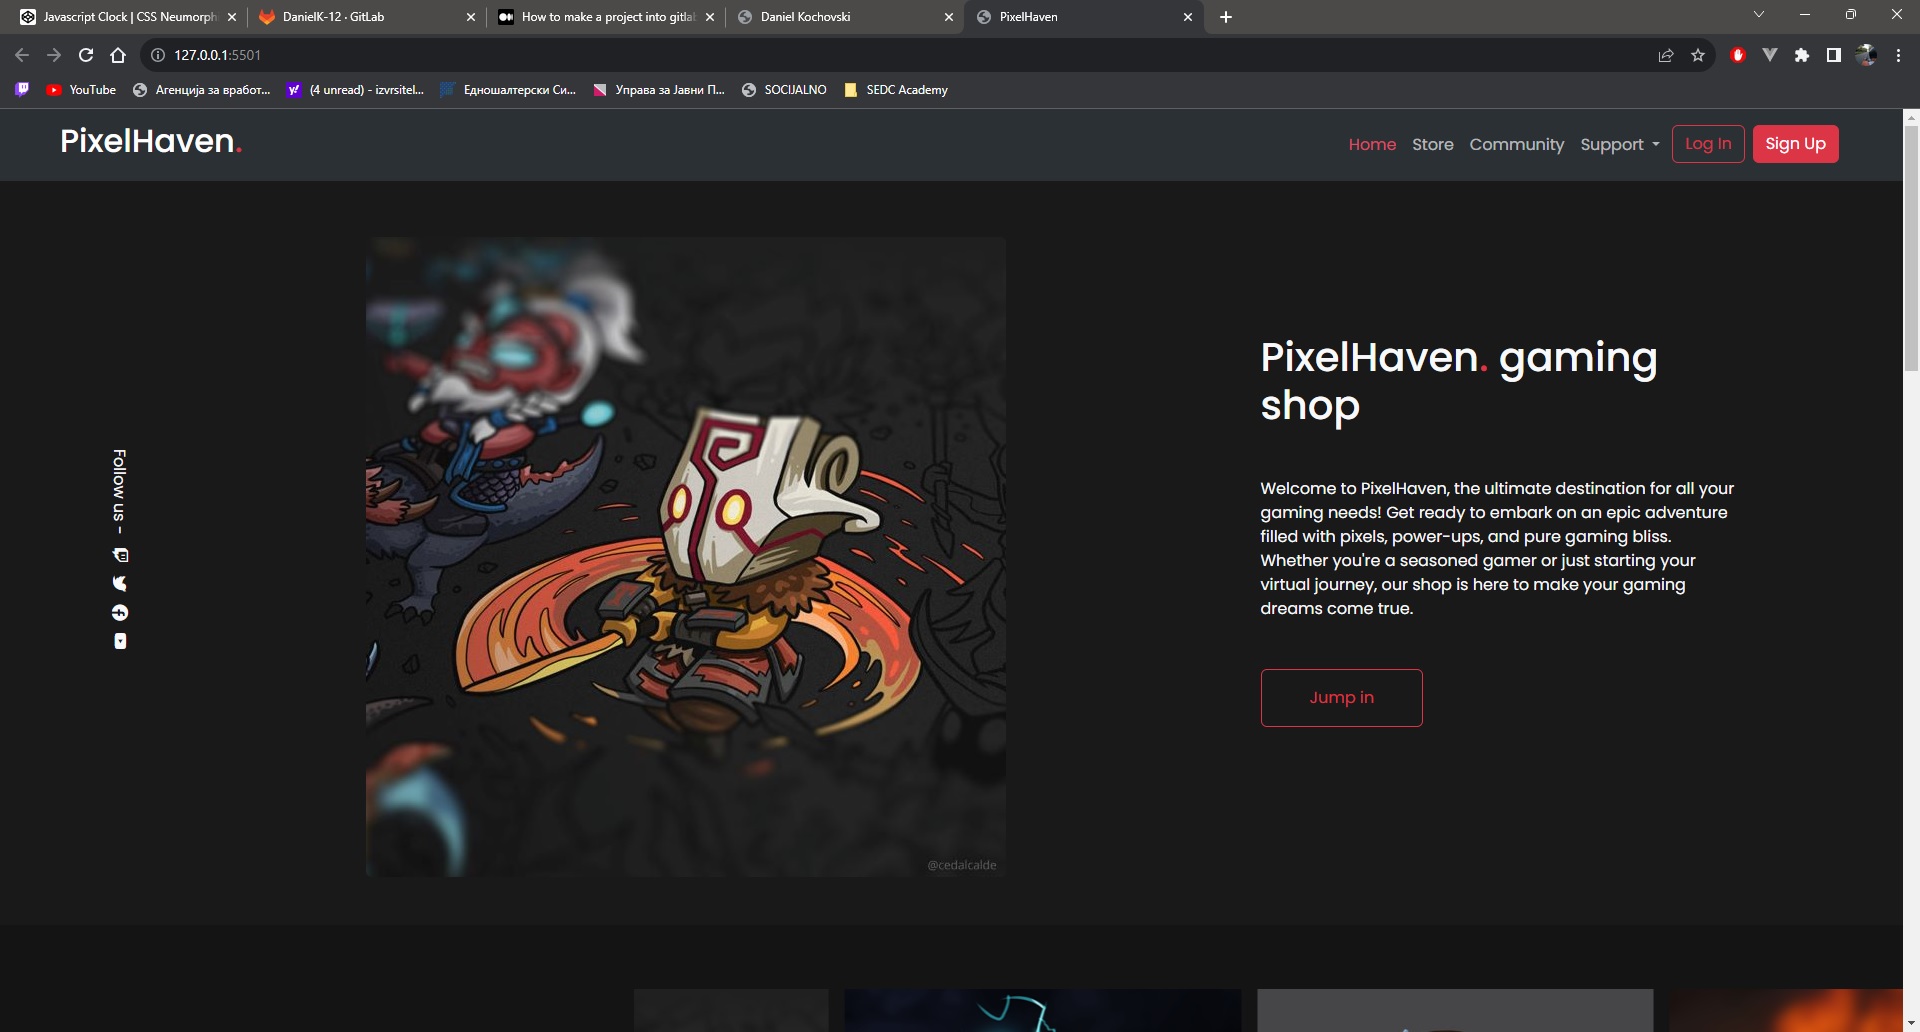 Javascript Clock | CSS Neumorph
DanielK-12 · GitLab
How to make a project into gitla
Daniel Kochovski
PixelHaven
127.0.0.1:5501
YouTube
Агенција за вработ...
(4 unread) - izvrsitel...
Едношалтерски Си...
Управа за Јавни П...
SOCIJALNO
SEDC Academy
PixelHaven.
Home
Store
Community
Support
Log In
Sign Up
Follow us -
PixelHaven. gaming
shop
Welcome to PixelHaven, the ultimate destination for all your
gaming needs! Get ready to embark on an epic adventure
filled with pixels, power-ups, and pure gaming bliss.
Whether you're a seasoned gamer or just starting your
virtual journey, our shop is here to make your gaming
dreams come true.
Jump in
@cedalcalde